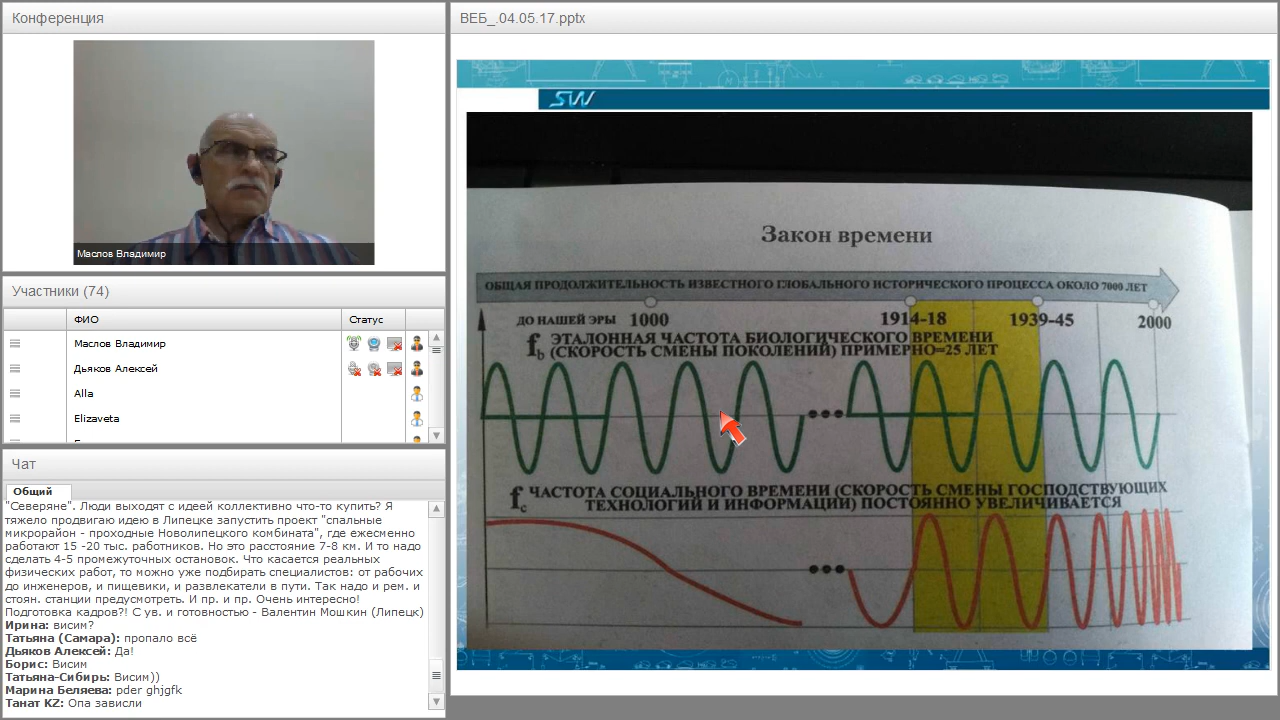 Конференция
Маслов Владимир
Участники (74)
ФИО
Статус
Маслов Владимир
Дьяков Алексей
Alla
Elizaveta
Чат
Общий
"Северяне". Люди выходят с идеей коллективно что то купить? Я
тяжело продвигаю идею в Липецке запустить проект "спальные
микрорайон - проходные Новолипецкого комбината", где ежесменно
работают 15 -20 тыс. работников. Но это расстояние 7-8 км. И то надо
сделать 4-5 промежуточных остановок. Что касается реальных
физических работ, то можно уже подбирать специалистов: от рабочих
до инженеров, и пищевики, и развлекатели в пути. Так надо и рем. и
стоян. станции предусмотреть. И пр. и пр. Очень интересно!
Подготовка кадров?! С ув. и готовностью - Валентин Мошкин (Липецк)
Ирина: висим?
Татьяна (Самара): пропало всё
Дьяков Алексей: Да!
Борис: Висим
Татьяна-Сибирь: Висим))
Марина Беляева: pder ghjgfk
Танат KZ: Опа зависли
ВЕБ_.04.05.17.pptx
SW
Закон времени
ОБЩАЯ ПРОДОЛЖИТЕЛЬНОСТЬ ИЗВЕСТНОГО ГЛОБАЛЬНОГО ИСТОРИЧЕСКОГО ПРОЦЕССА ОКОЛО 7000 ЛЕТ
ДО НАШЕЙ ЭРЫ 1000 1914-18 1939-45 2000
fb ЭТАЛОННАЯ ЧАСТОТА БИОЛОГИЧЕСКОГО ВРЕМЕНИ
(СКОРОСТЬ СМЕНЫ ПОКОЛЕНИЙ) ПРИМЕРНО=25 ЛЕТ
fc ЧАСТОТА СОЦИАЛЬНОГО ВРЕМЕНИ (СКОРОСТЬ СМЕНЫ ГОСПОДСТВУЮЩИХ
ТЕХНОЛОГИЙ И ИНФОРМАЦИИ) ПОСТОЯННО УВЕЛИЧИВАЕТСЯ